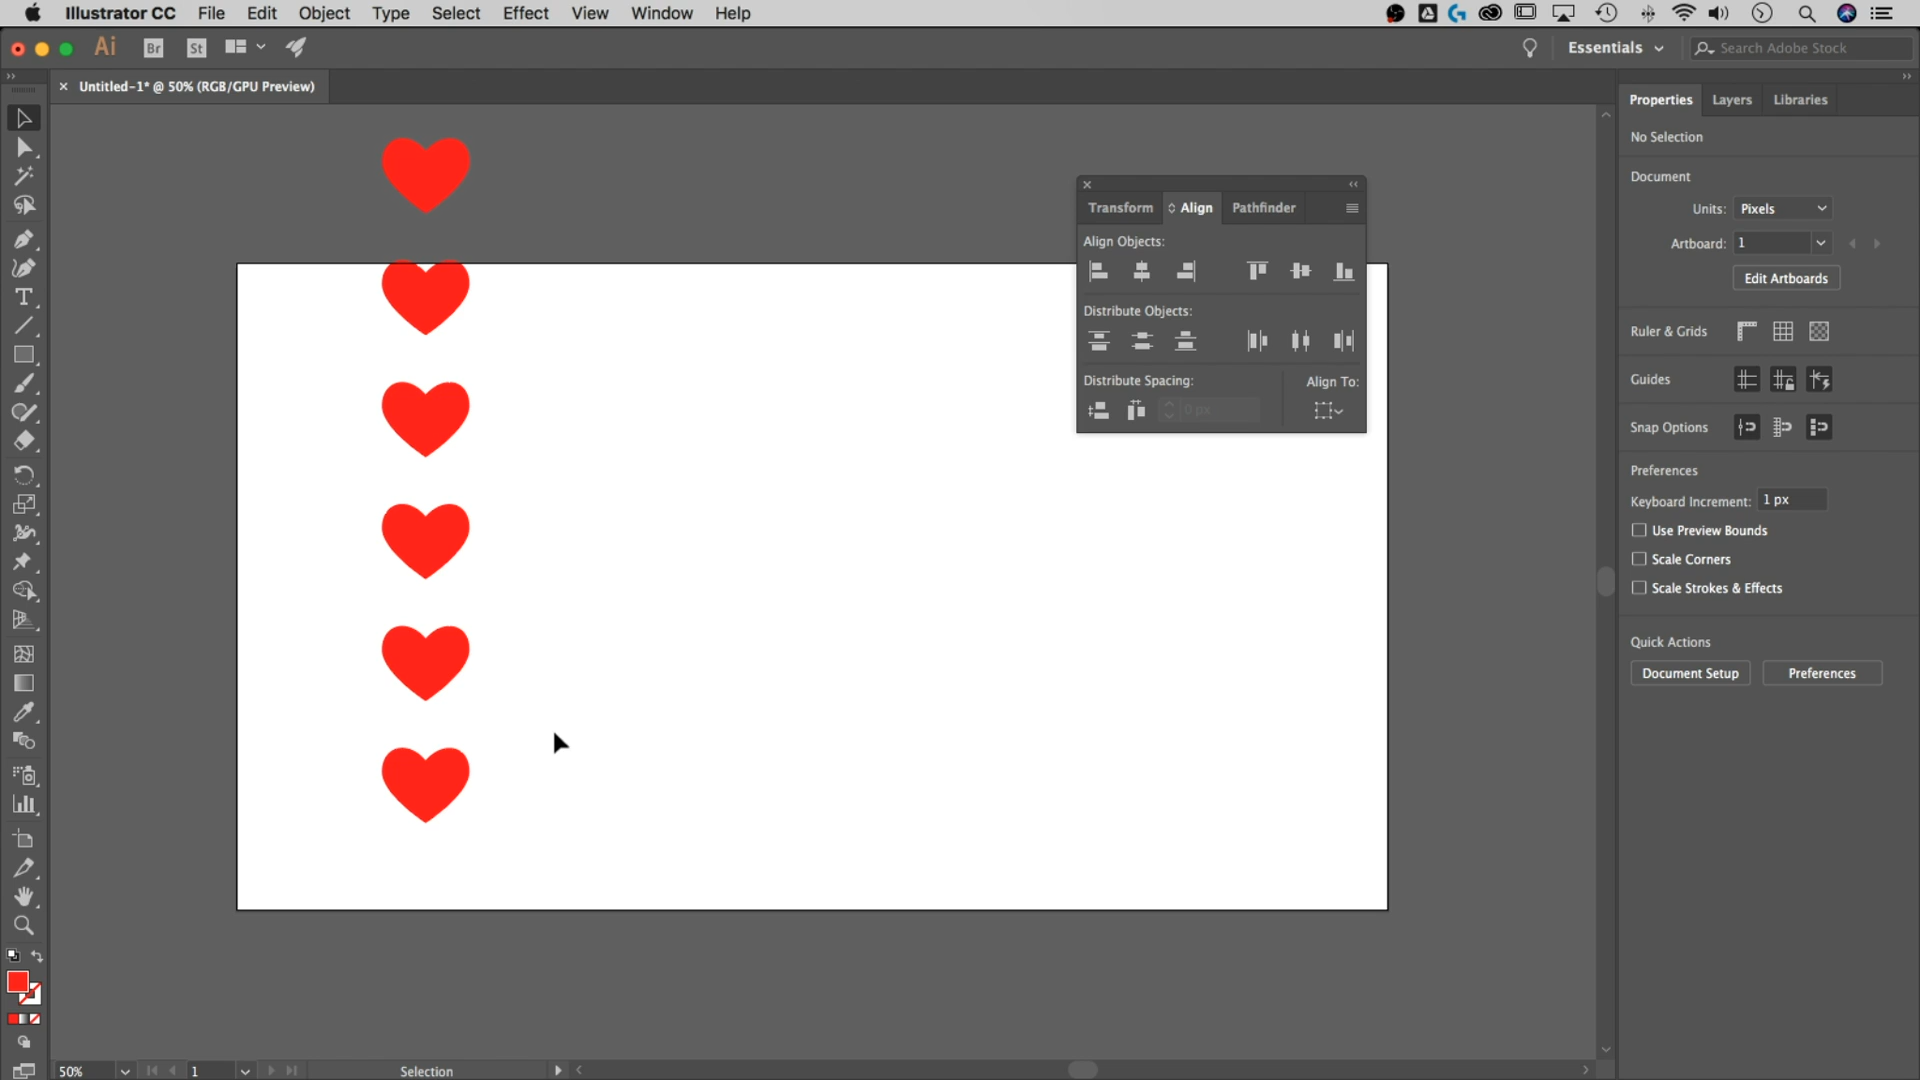 Illustrator CC File Edit Object Type Select Effect View Window Help
Ai Br St Essentials Search Adobe Stock
× Untitled-1* @ 50% (RGB/GPU Preview)
Properties Layers Libraries
No Selection
Document
Units: Pixels
Artboard: 1
Edit Artboards
Ruler & Grids
Guides
Snap Options
Preferences
Keyboard Increment: 1 px
Use Preview Bounds
Scale Corners
Scale Strokes & Effects
Quick Actions
Document Setup Preferences
Transform Align Pathfinder
Align Objects:
Distribute Objects:
Distribute Spacing: Align To:
0 px
50% 1 Selection